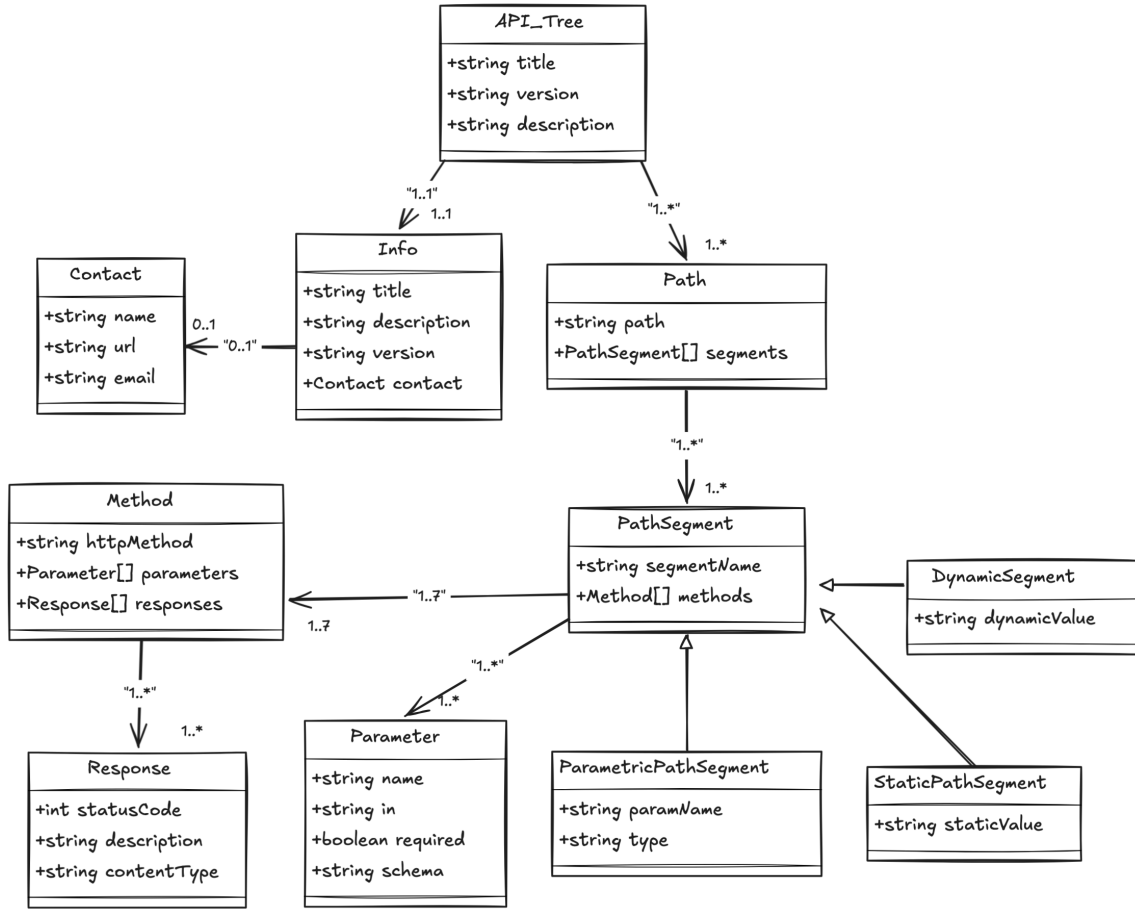 API_Tree
+string title
+string version
+string description
"1..1"
1..1
"1..*"
1..*
Contact
+string name
+string url
+string email
0..1
"0..1"
Info
+string title
+string description
+string version
+Contact contact
Path
+string path
+PathSegment[] segments
"1..*"
1..*
Method
+string httpMethod
+Parameter[] parameters
+Response[] responses
"1..7"
1..7
PathSegment
+string segmentName
+Method[] methods
DynamicSegment
+string dynamicValue
"1..*"
1..*
"1..*"
1..*
Response
+int statusCode
+string description
+string contentType
Parameter
+string name
+string in
+boolean required
+string schema
ParametricPathSegment
+string paramName
+string type
StaticPathSegment
+string staticValue